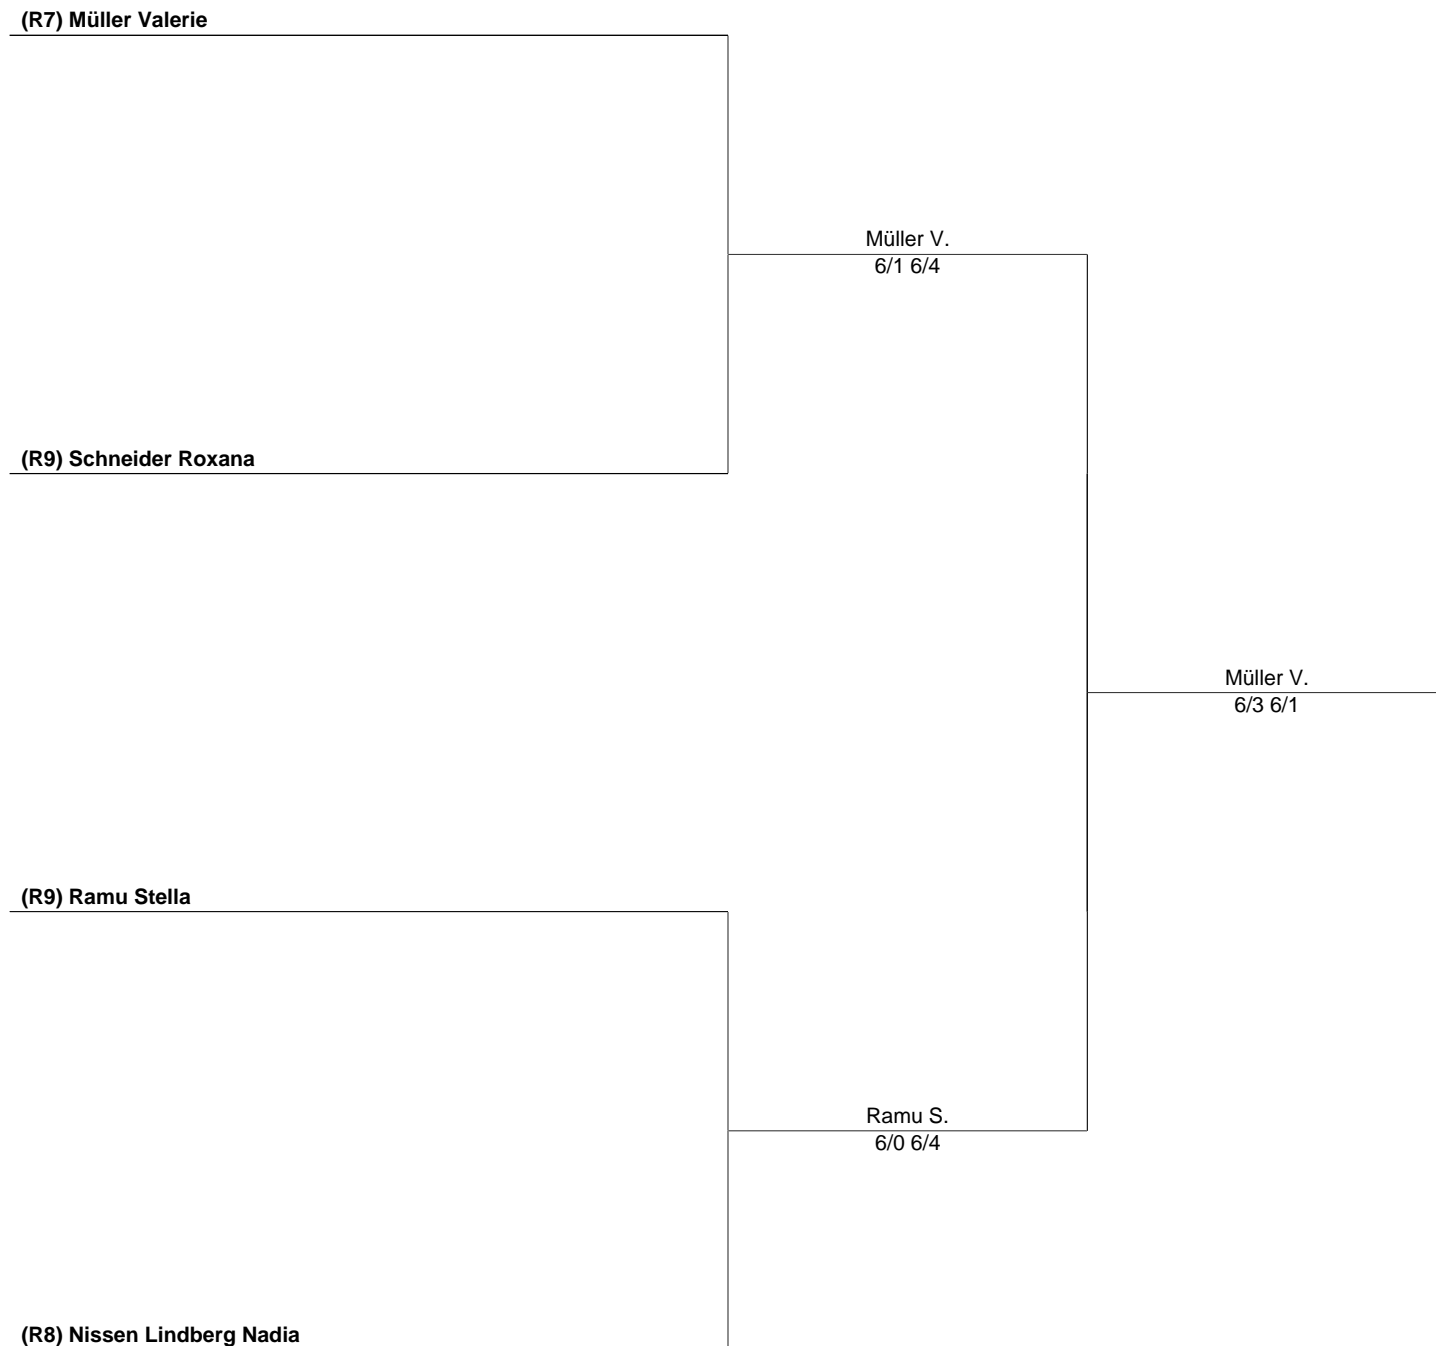 (R7) Müller Valerie
Müller V.
6/1 6/4
(R9) Schneider Roxana
Müller V.
6/3 6/1
(R9) Ramu Stella
Ramu S.
6/0 6/4
(R8) Nissen Lindberg Nadia